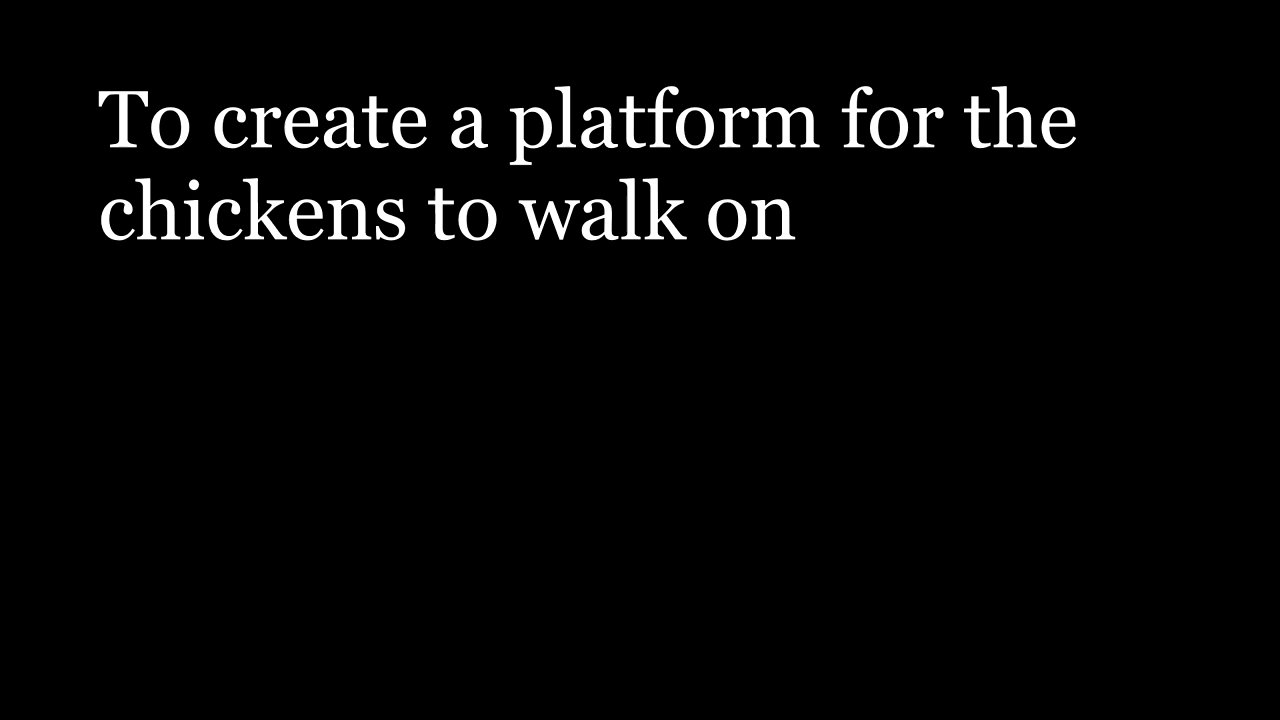 To create a platform for the
chickens to walk on